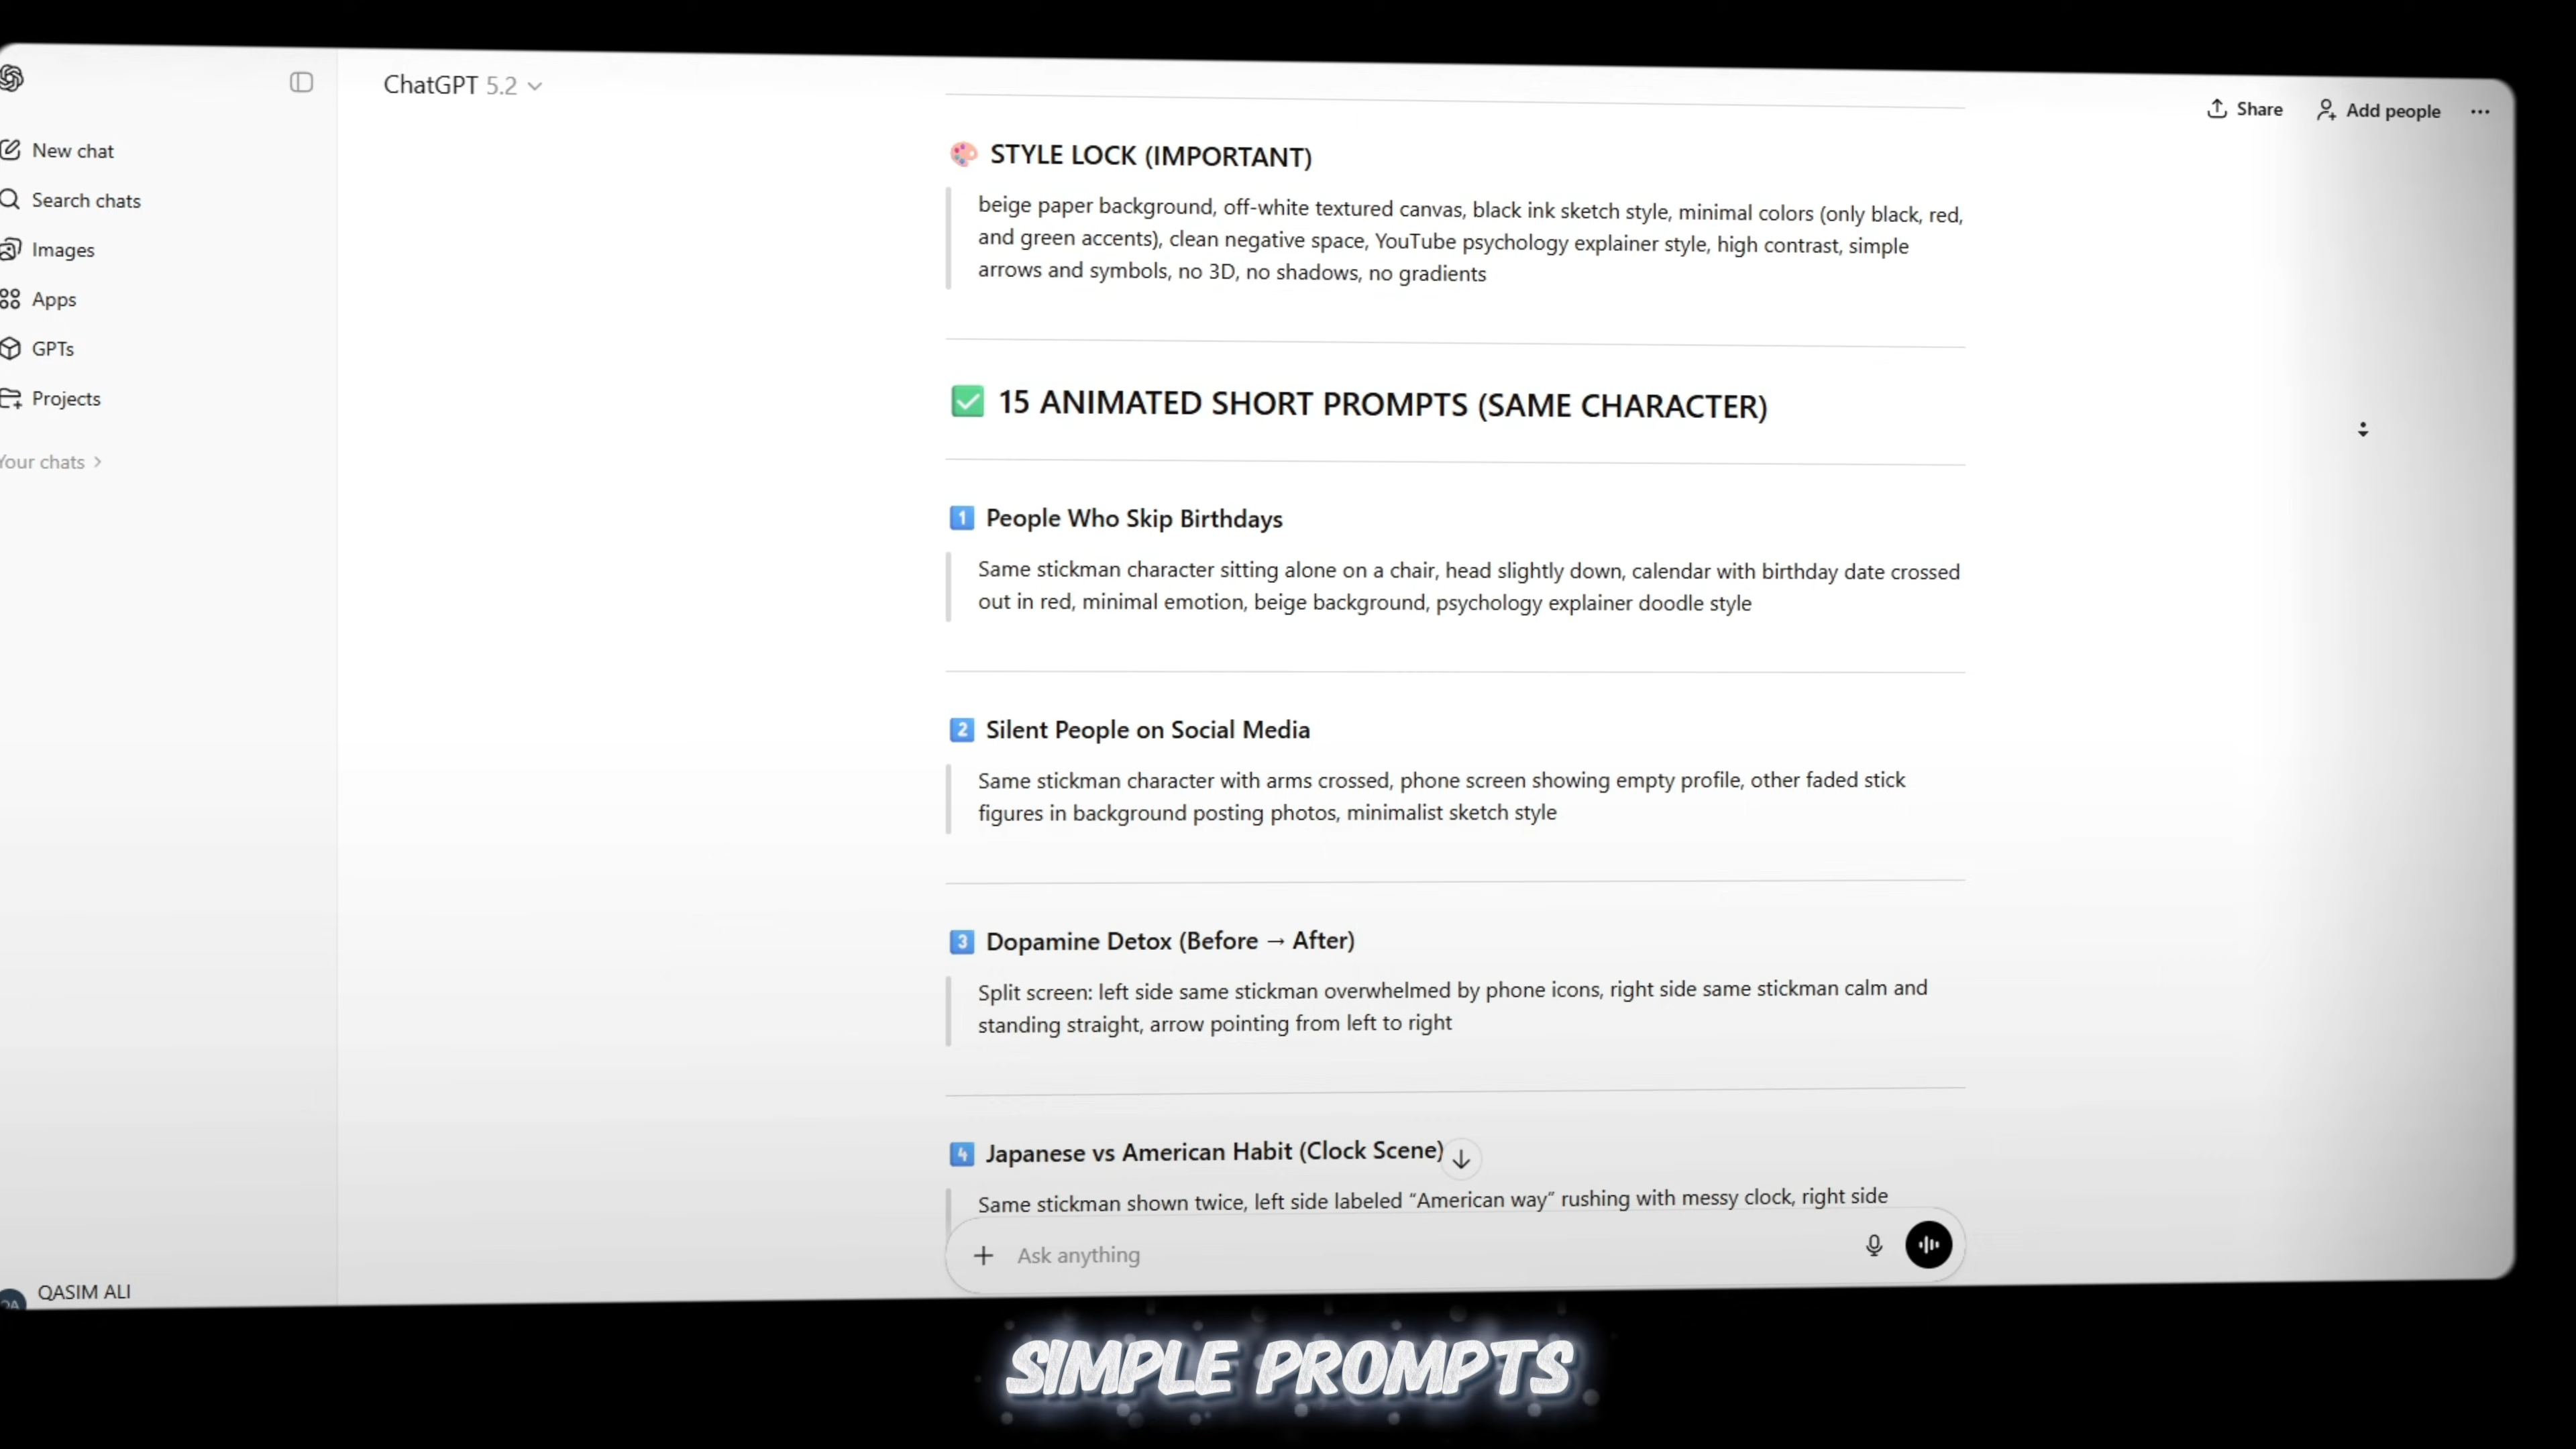 ChatGPT 5.2
Share
Add people
New chat
Search chats
Images
Apps
GPTs
Projects
Your chats
QASIM ALI
🎨 STYLE LOCK (IMPORTANT)
beige paper background, off-white textured canvas, black ink sketch style, minimal colors (only black, red,
and green accents), clean negative space, YouTube psychology explainer style, high contrast, simple
arrows and symbols, no 3D, no shadows, no gradients
✅ 15 ANIMATED SHORT PROMPTS (SAME CHARACTER)
1 People Who Skip Birthdays
Same stickman character sitting alone on a chair, head slightly down, calendar with birthday date crossed
out in red, minimal emotion, beige background, psychology explainer doodle style
2 Silent People on Social Media
Same stickman character with arms crossed, phone screen showing empty profile, other faded stick
figures in background posting photos, minimalist sketch style
3 Dopamine Detox (Before → After)
Split screen: left side same stickman overwhelmed by phone icons, right side same stickman calm and
standing straight, arrow pointing from left to right
4 Japanese vs American Habit (Clock Scene)
Same stickman shown twice, left side labeled “American way” rushing with messy clock, right side
Ask anything
SIMPLE PROMPTS